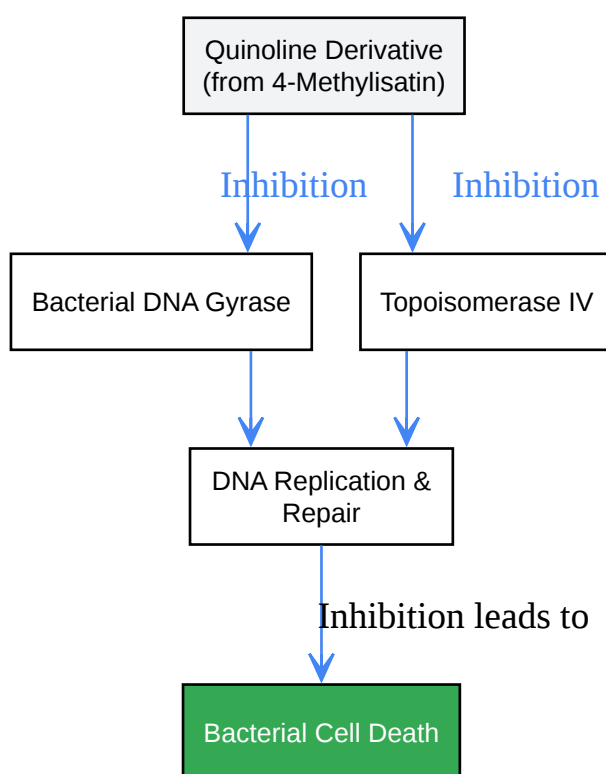 Quinoline Derivative
(from 4-Methylisatin)
Inhibition
Inhibition
Bacterial DNA Gyrase
Topoisomerase IV
DNA Replication &
Repair
Inhibition leads to
Bacterial Cell Death